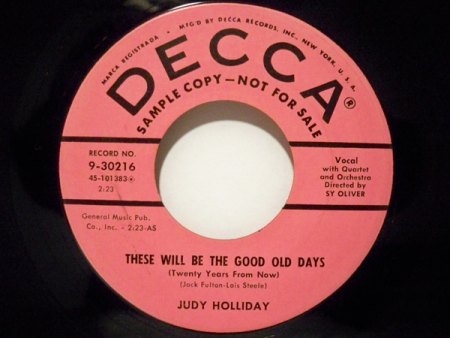 MARCA REGISTRADA • MF'G BY DECCA RECORDS, INC., NEW YORK, U. S. A.
DECCA®
SAMPLE COPY—NOT FOR SALE
RECORD NO.
9-30216
45-101383
2:23
Vocal
with Quartet
and Orchestra
Directed by
SY OLIVER
General Music Pub.
Co., Inc. - 2:23-AS
THESE WILL BE THE GOOD OLD DAYS
(Twenty Years From Now)
(Jack Fulton-Lois Steele)
JUDY HOLLIDAY